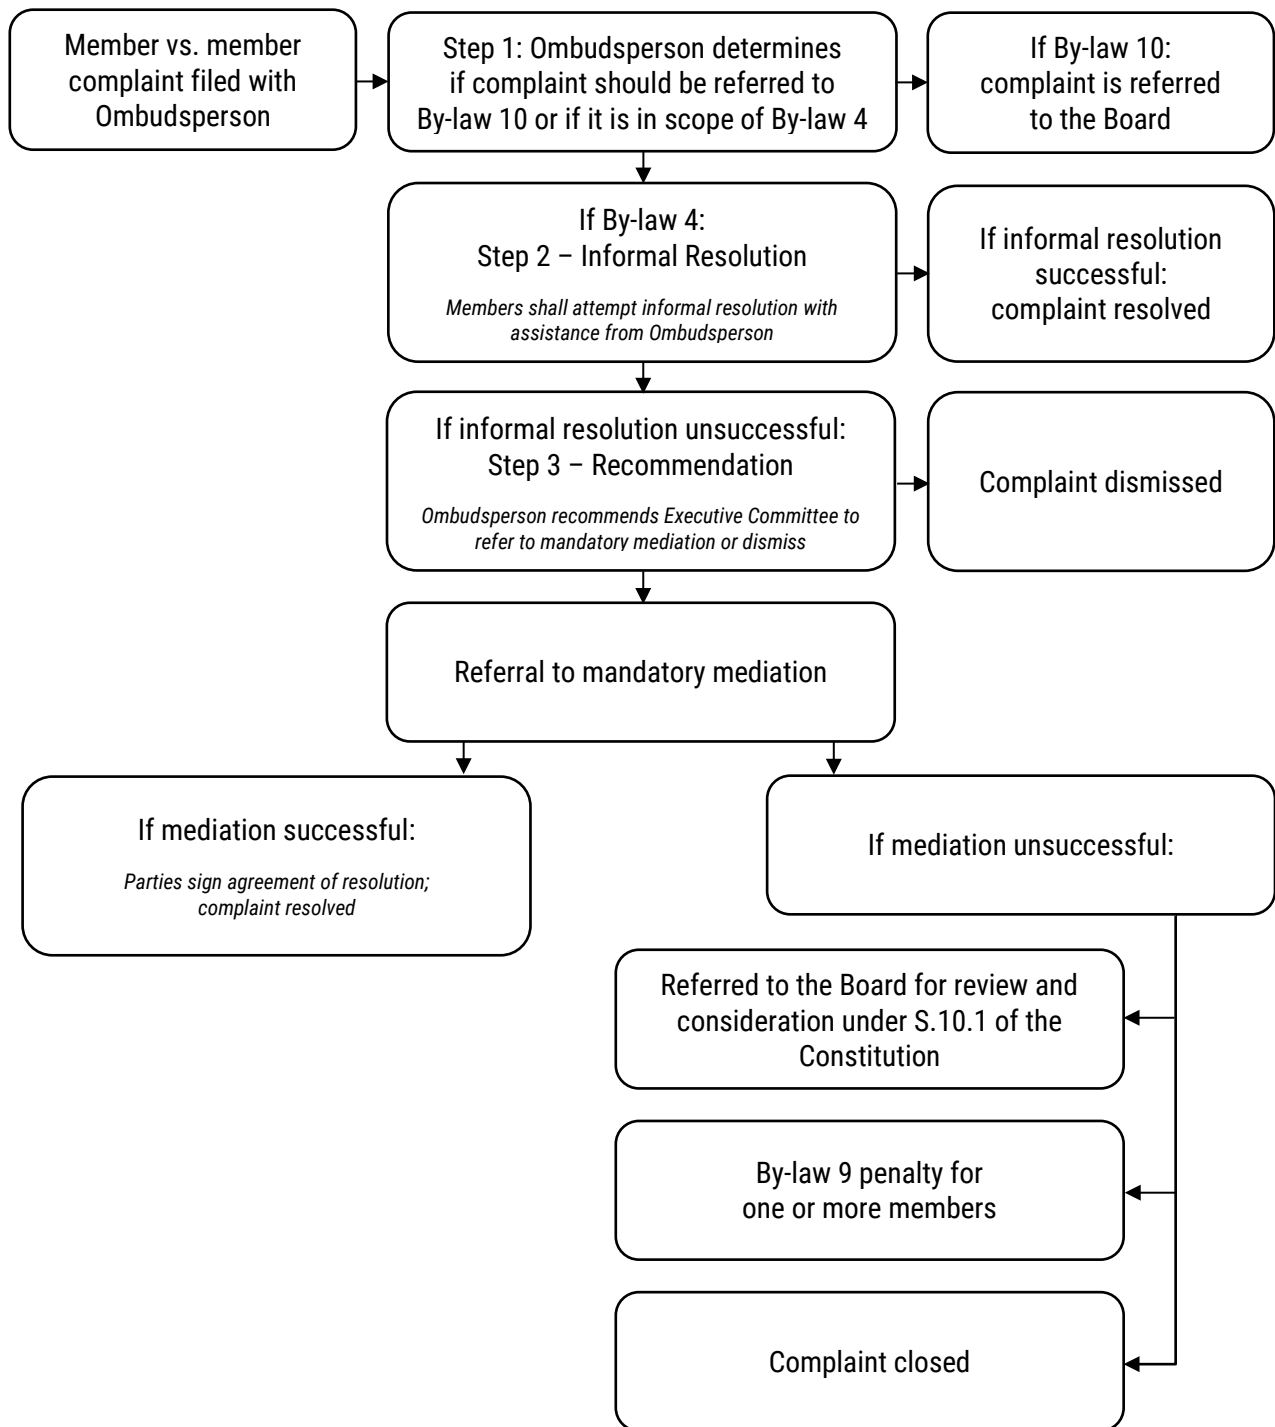 Member vs. member
complaint filed with
Ombudsperson
Step 1: Ombudsperson determines
if complaint should be referred to
By-law 10 or if it is in scope of By-law 4
If By-law 10:
complaint is referred
to the Board
If By-law 4:
Step 2 – Informal Resolution
Members shall attempt informal resolution with
assistance from Ombudsperson
If informal resolution
successful:
complaint resolved
If informal resolution unsuccessful:
Step 3 – Recommendation
Ombudsperson recommends Executive Committee to
refer to mandatory mediation or dismiss
Complaint dismissed
Referral to mandatory mediation
If mediation successful:
Parties sign agreement of resolution;
complaint resolved
If mediation unsuccessful:
Referred to the Board for review and
consideration under S.10.1 of the
Constitution
By-law 9 penalty for
one or more members
Complaint closed